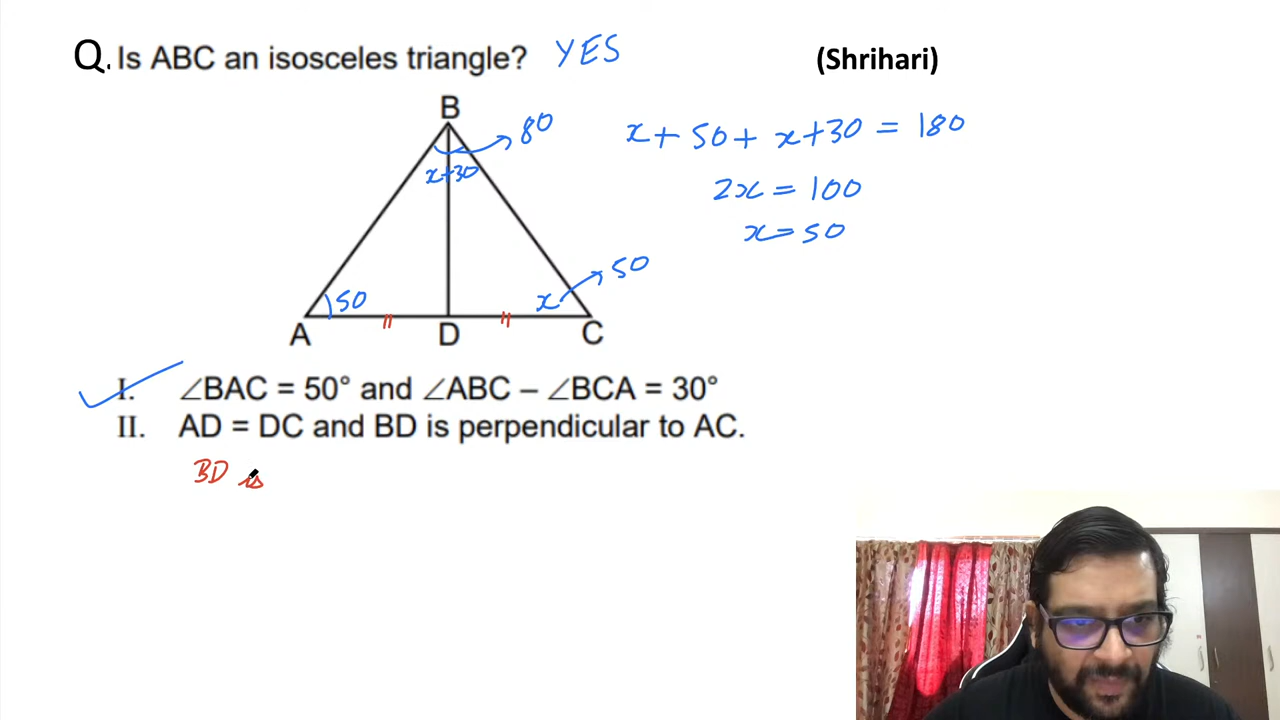 Q. Is ABC an isosceles triangle? YES (Shrihari)
B
80
x+30
x + 50 + x+30 = 180
2x = 100
x = 50
50
50
x
A D C
I. ∠BAC = 50° and ∠ABC – ∠BCA = 30°
II. AD = DC and BD is perpendicular to AC.
BD is